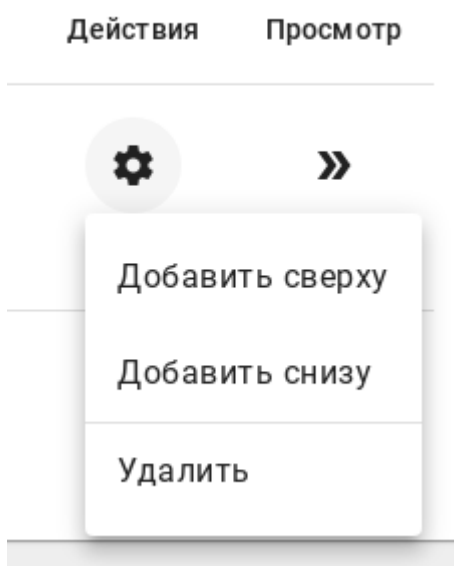 Действия Просмотр
Добавить сверху
Добавить снизу
Удалить